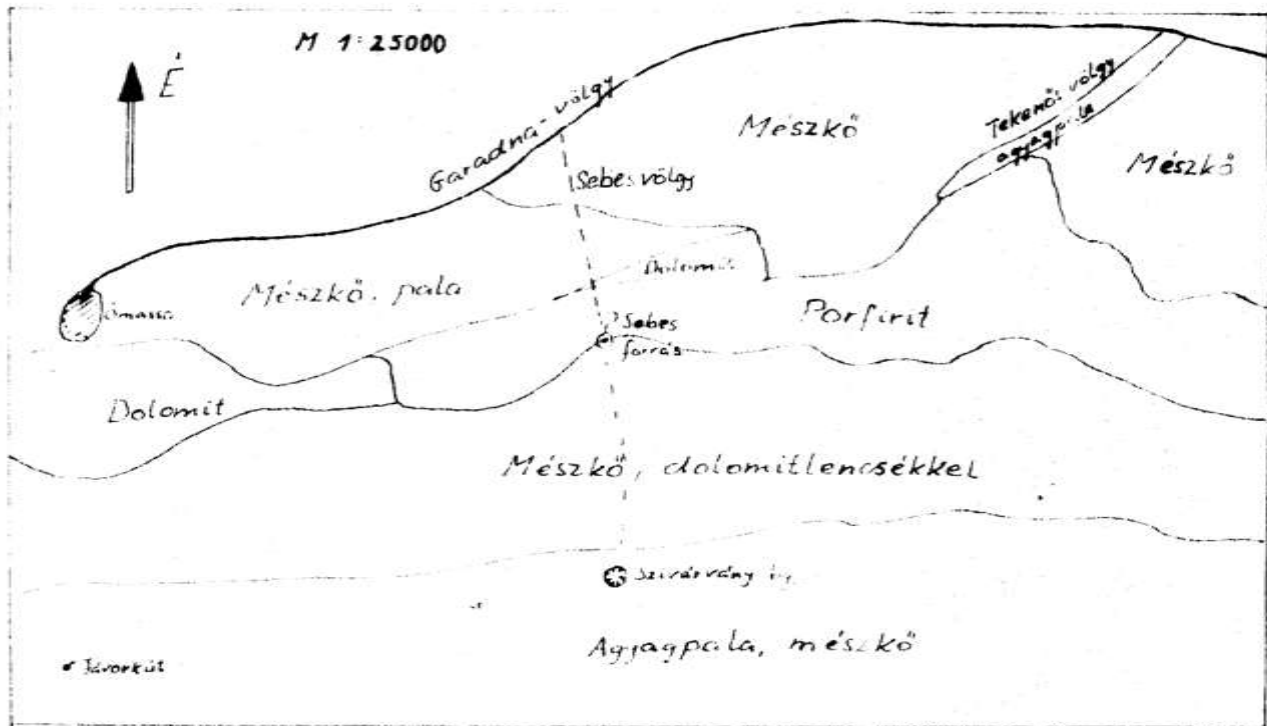 M 1:25000
É
Garadna-völgy
Mészkő
Tekenős völgy
agyagpala
Mészkő
Sebesvölgy
Dolomit
Mészkő, pala
Ómassa
Porfirit
Sebes
forrás
Dolomit
Mészkő, dolomitlencsékkel
Szivárvány
Agyagpala, mészkő
Jávorkút